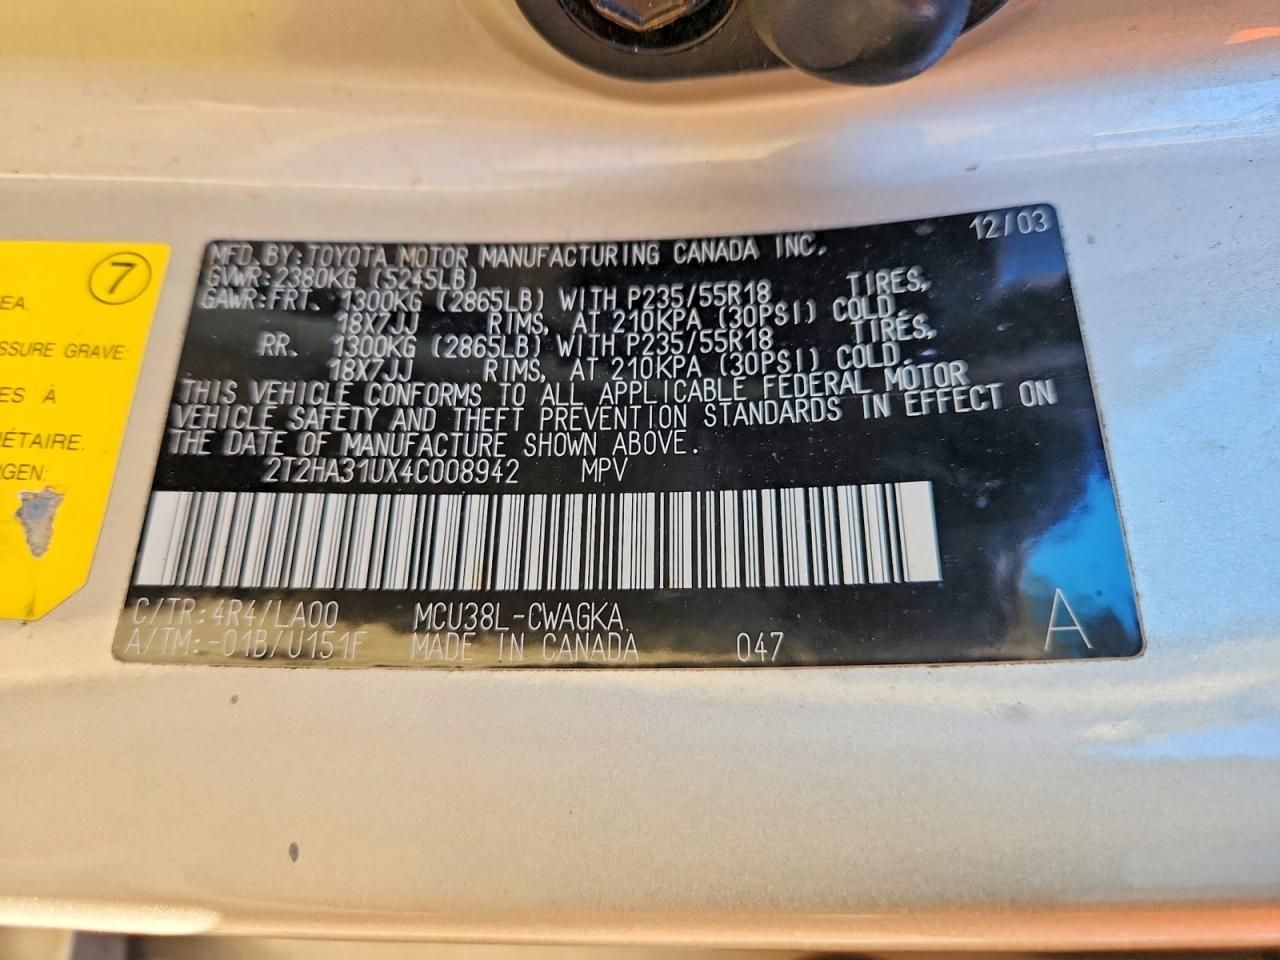 12/03
MFD. BY: TOYOTA MOTOR MANUFACTURING CANADA INC.
GVWR: 2380KG (5245LB)
GAWR: FRT. 1300KG (2865LB) WITH P235/55R18 TIRES,
18X7JJ RIMS, AT 210KPA (30PSI) COLD.
RR. 1300KG (2865LB) WITH P235/55R18 TIRES,
18X7JJ RIMS, AT 210KPA (30PSI) COLD.
THIS VEHICLE CONFORMS TO ALL APPLICABLE FEDERAL MOTOR
VEHICLE SAFETY AND THEFT PREVENTION STANDARDS IN EFFECT ON
THE DATE OF MANUFACTURE SHOWN ABOVE.
2T2HA31UX4C008942 MPV
C/TR: 4R4/LA00 MCU38L-CWAGKA
A/TM: -01B/U151F MADE IN CANADA 047 A
7
EA.
SSURE GRAVE:
ES À
IÉTAIRE.
GEN: